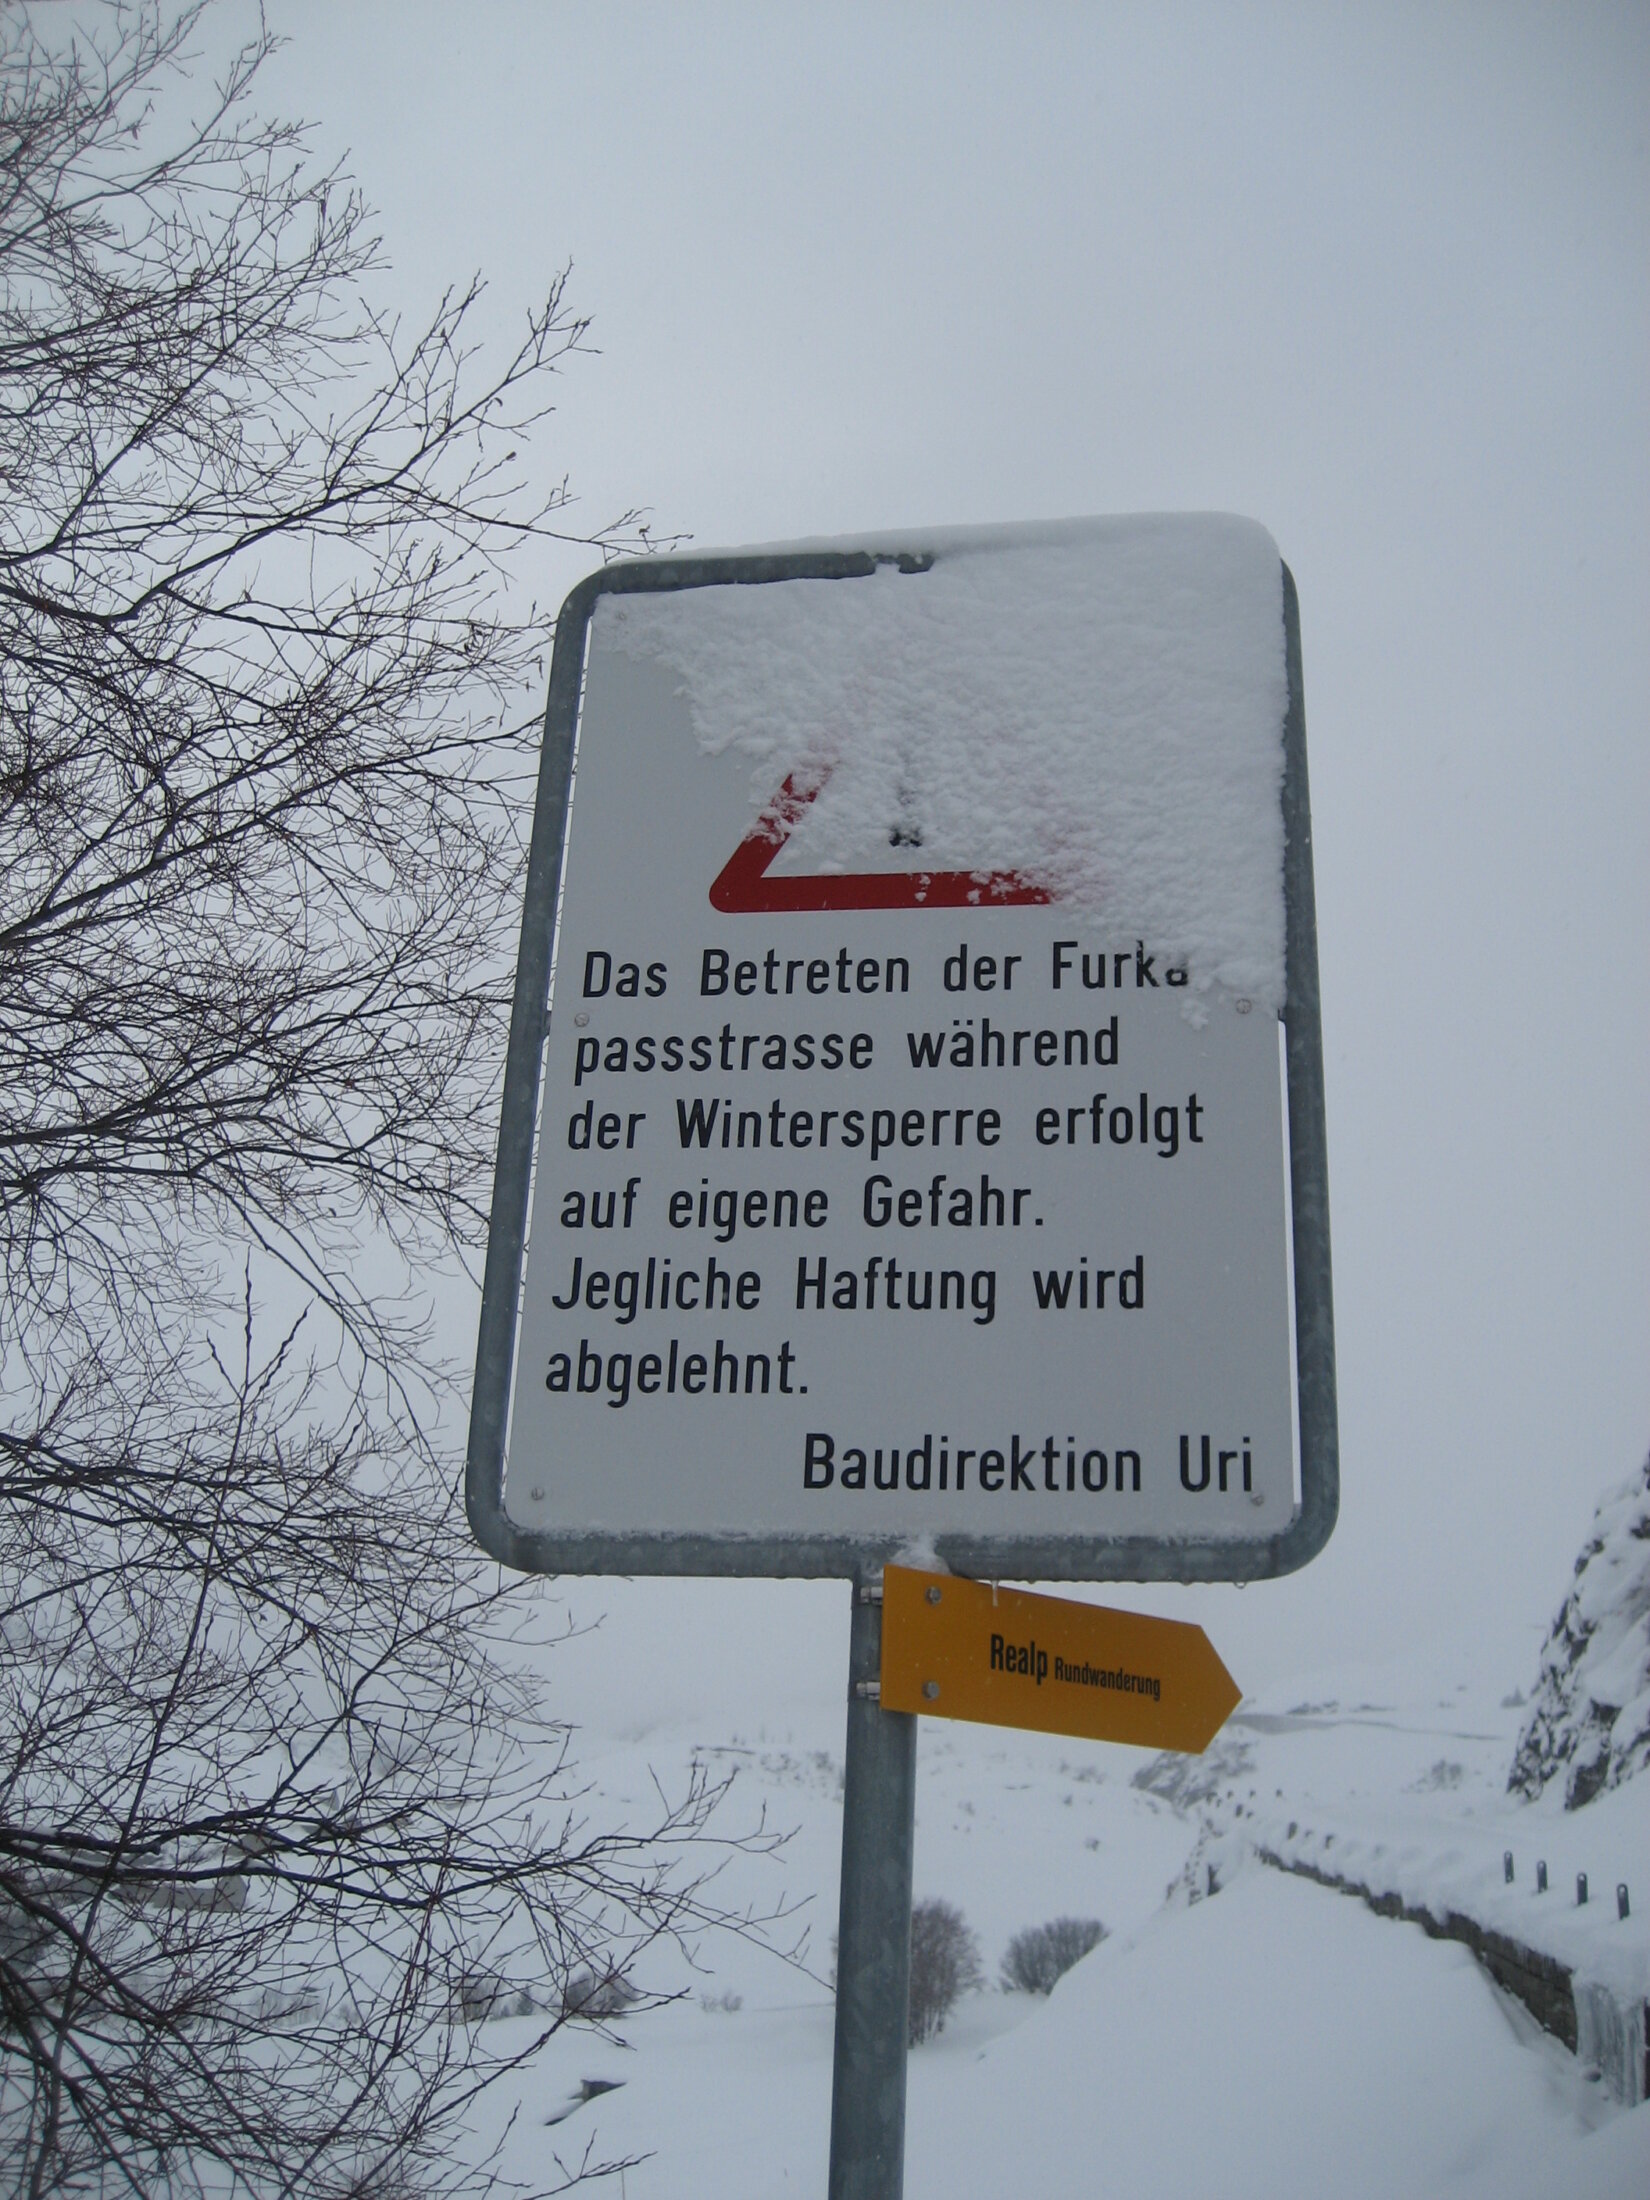 Das Betreten der Furka
passstrasse während
der Wintersperre erfolgt
auf eigene Gefahr.
Jegliche Haftung wird
abgelehnt.
Baudirektion Uri
Realp Rundwanderung